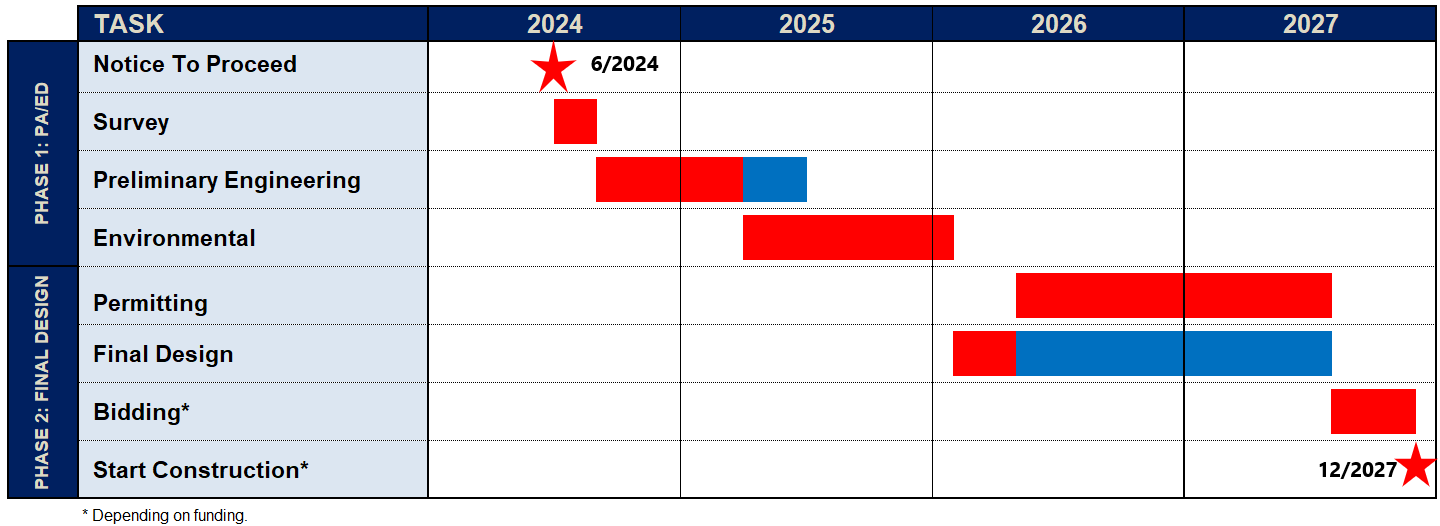 TASK 2024 2025 2026 2027
PHASE 1: PA/ED
Notice To Proceed 6/2024
Survey
Preliminary Engineering
Environmental
PHASE 2: FINAL DESIGN
Permitting
Final Design
Bidding*
Start Construction* 12/2027
* Depending on funding.